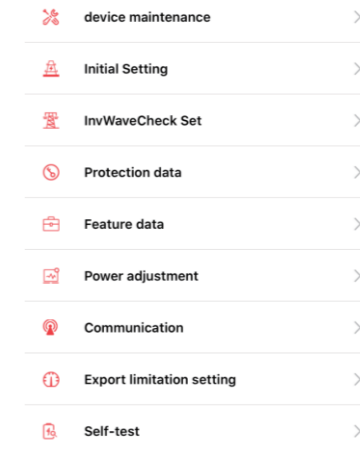 device maintenance
Initial Setting
InvWaveCheck Set
Protection data
Feature data
Power adjustment
Communication
Export limitation setting
Self-test